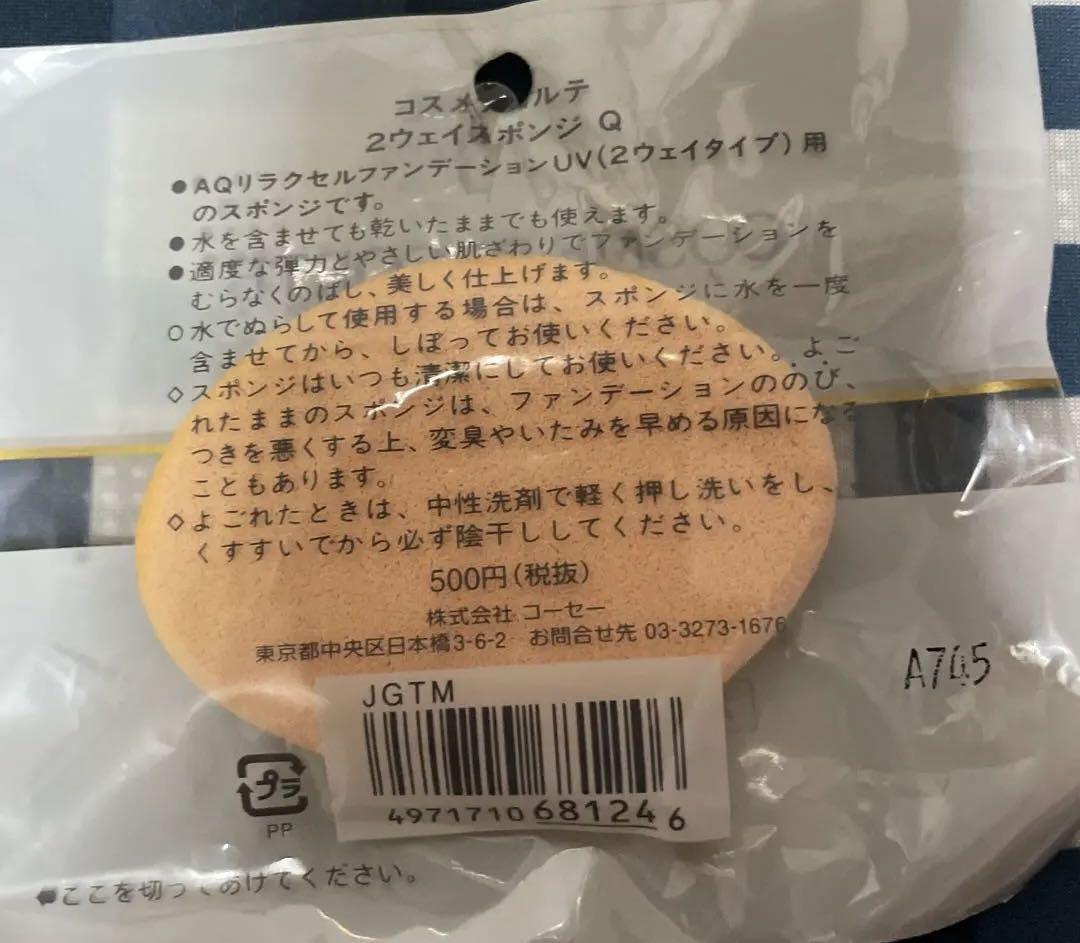 コスメ ルテ
2ウェイスポンジ Q
●AQリラクセルファンデーションUV(2ウェイタイプ)用
のスポンジです。
●水を含ませても乾いたままでも使えます。
●適度な弾力とやさしい肌ざわりでファンデーションを
むらなくのばし、美しく仕上げます。
○水でぬらして使用する場合は、スポンジに水を一度
含ませてから、しぼってお使いください。
◇スポンジはいつも清潔にしてお使いください。よご
れたままのスポンジは、ファンデーションののび、
つきを悪くする上、変臭やいたみを早める原因になる
こともあります。
◇よごれたときは、中性洗剤で軽く押し洗いをし、
くすすいでから必ず陰干ししてください。
500円(税抜)
株式会社 コーセー
東京都中央区日本橋3-6-2 お問合せ先 03-3273-1676
A745
JGTM
4971710681246
プラ
PP
ここを切っておけてください。